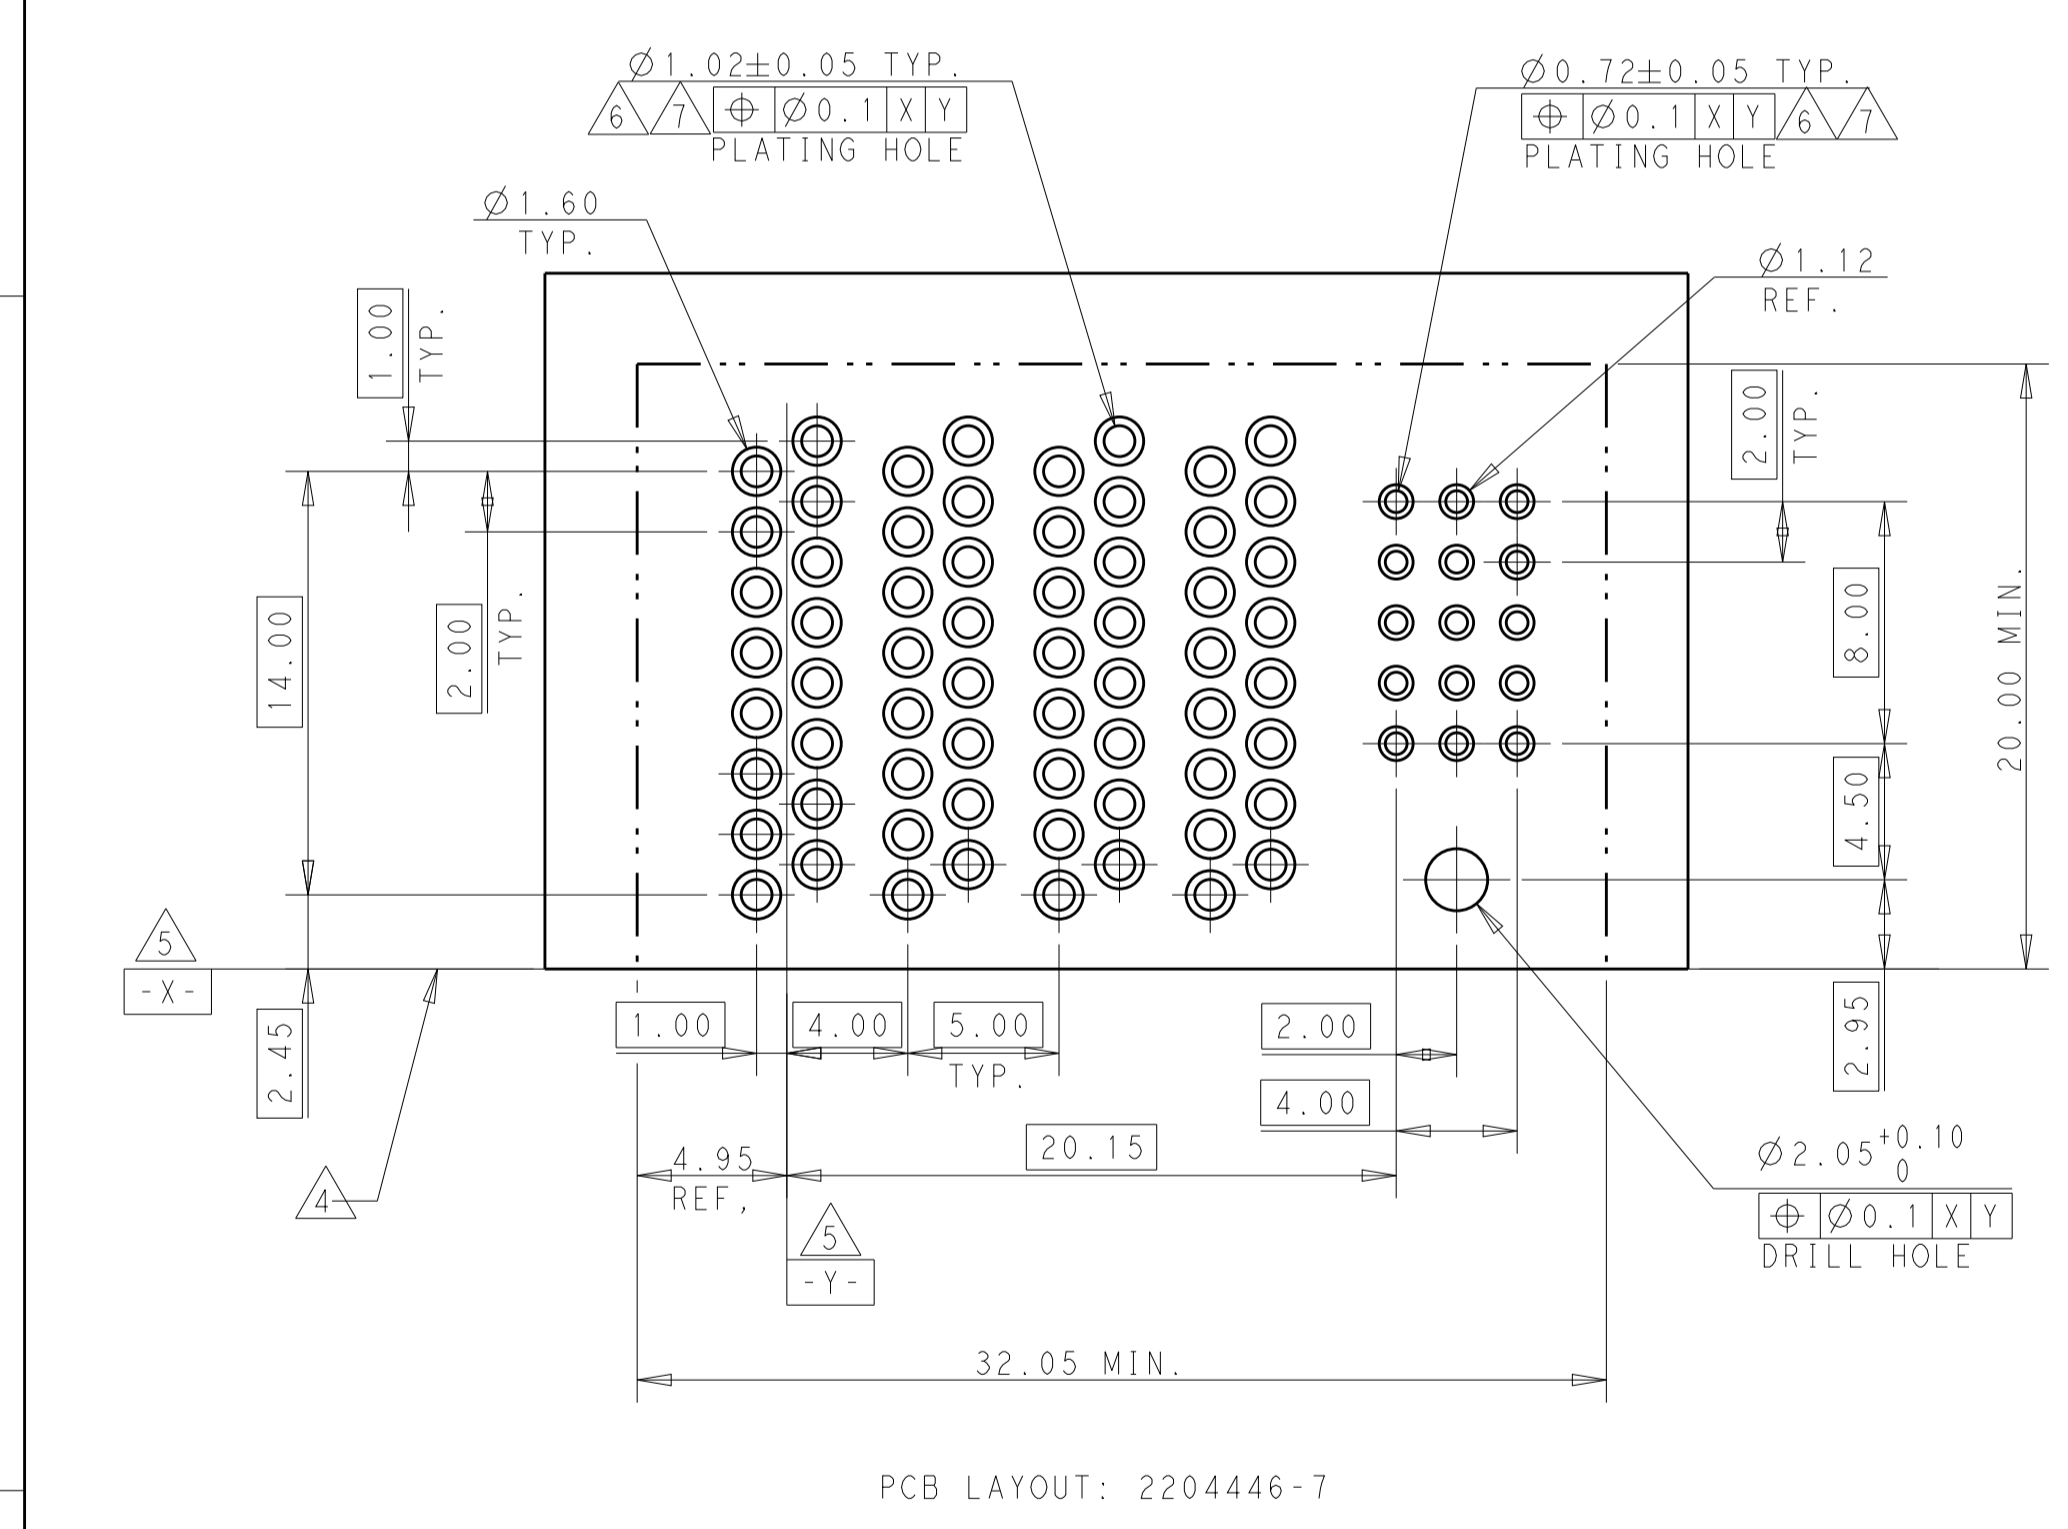 Ø1.02±0.05 TYP.
6 7 ⌖ Ø0.1 X Y
PLATING HOLE
Ø0.72±0.05 TYP.
⌖ Ø0.1 X Y 6 7
PLATING HOLE
Ø1.60
TYP.
Ø1.12
REF.
1.00
TYP.
2.00
TYP.
14.00
2.00
TYP.
8.00
20.00 MIN.
4.50
5
-X-
2.45
1.00
4.00
5.00
TYP.
2.00
4.00
2.95
4
4.95
REF,
20.15
Ø2.05 +0.10
0
⌖ Ø0.1 X Y
DRILL HOLE
5
-Y-
32.05 MIN.
PCB LAYOUT: 2204446-7